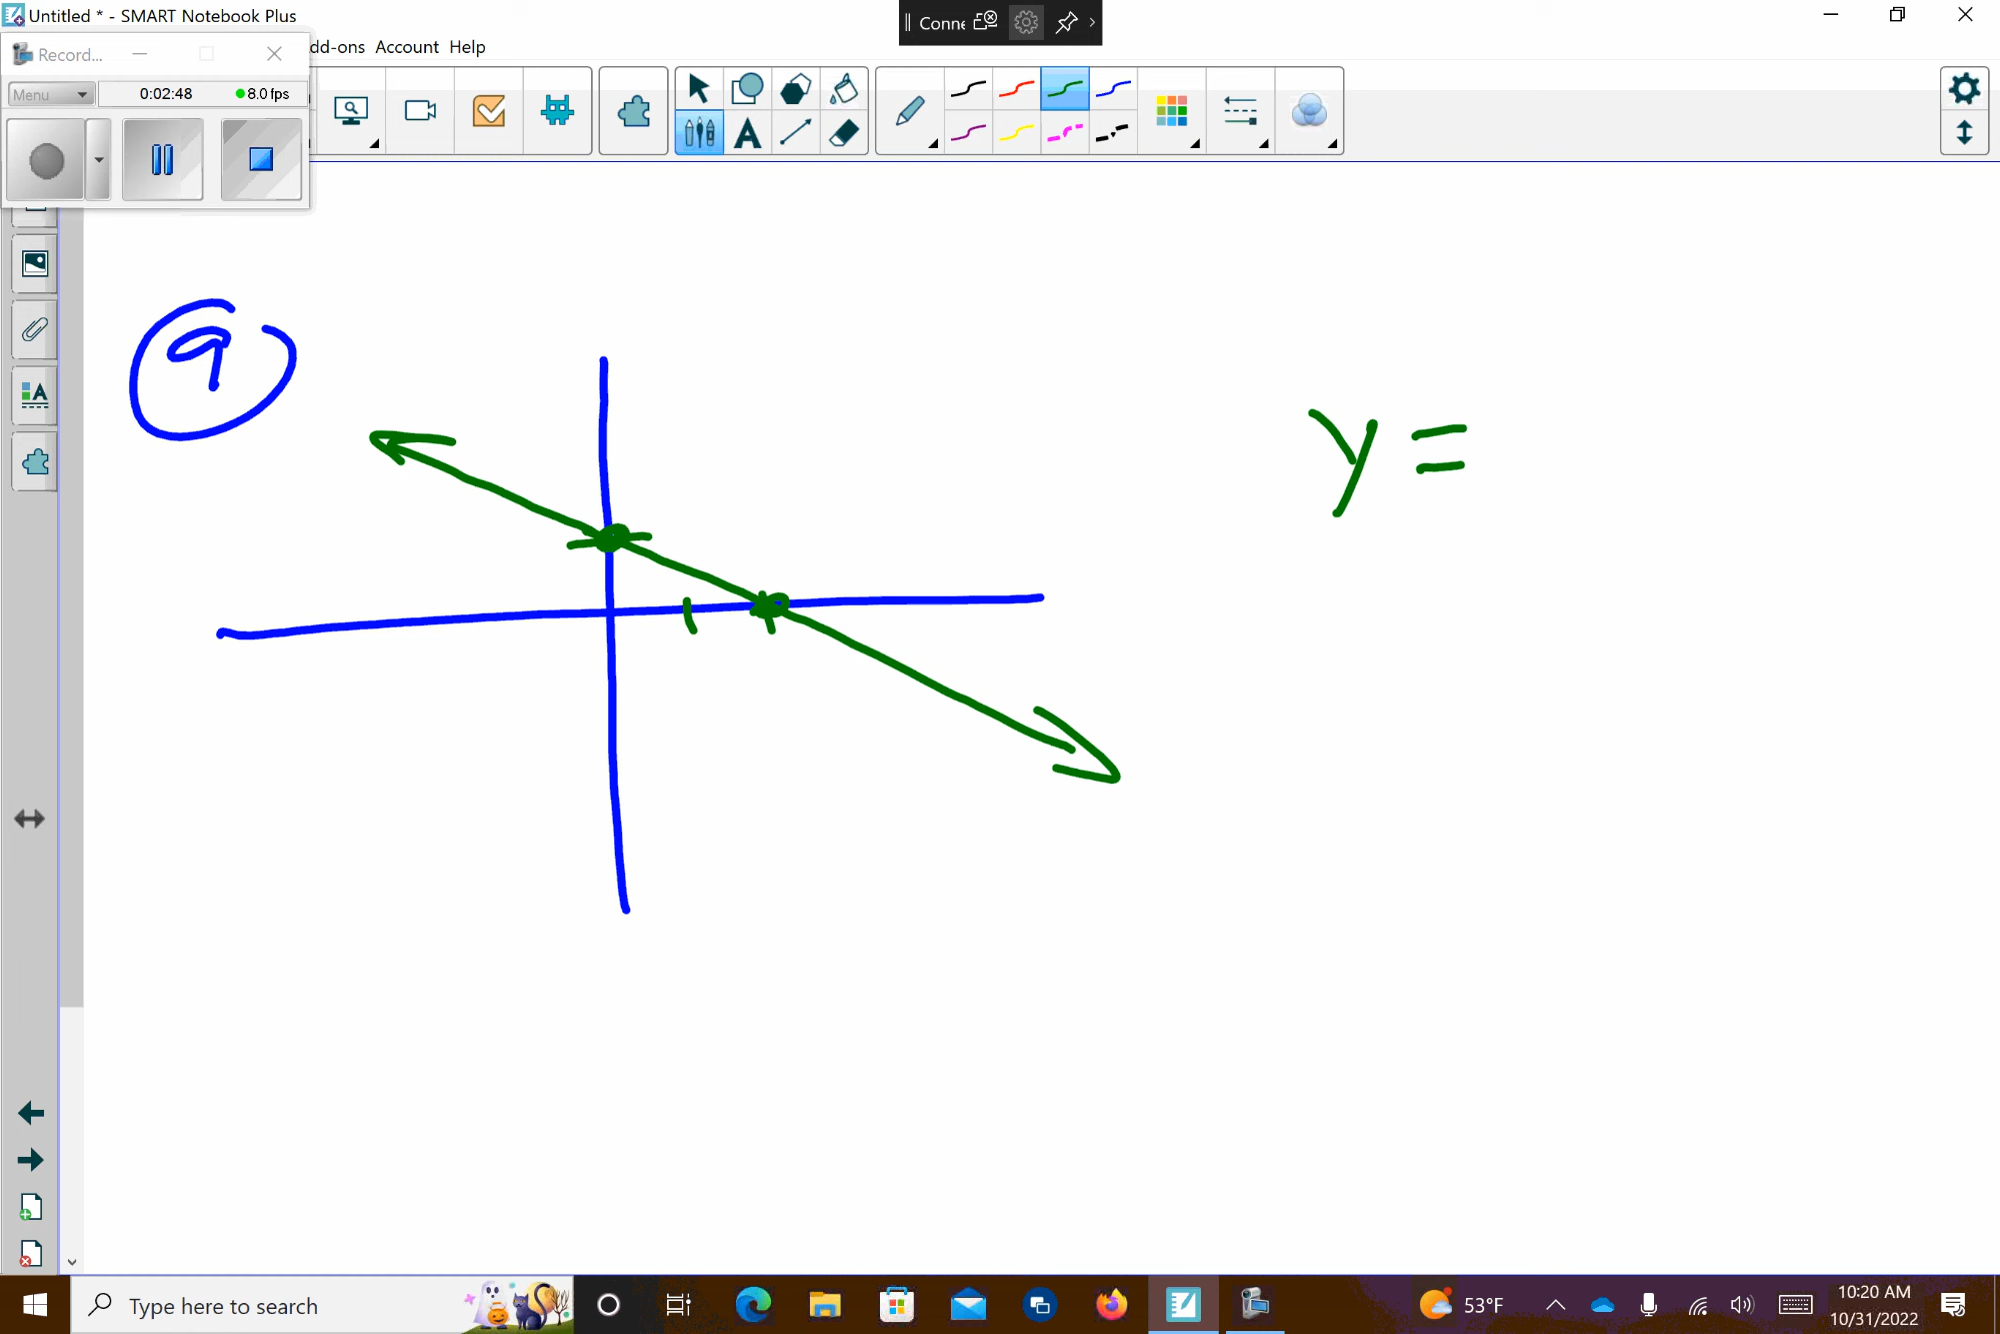 Untitled * - SMART Notebook Plus
Conne
Record...
dd-ons Account Help
Menu
0:02:48
8.0 fps
A
A
9
y =
Type here to search
53°F
10:20 AM
10/31/2022